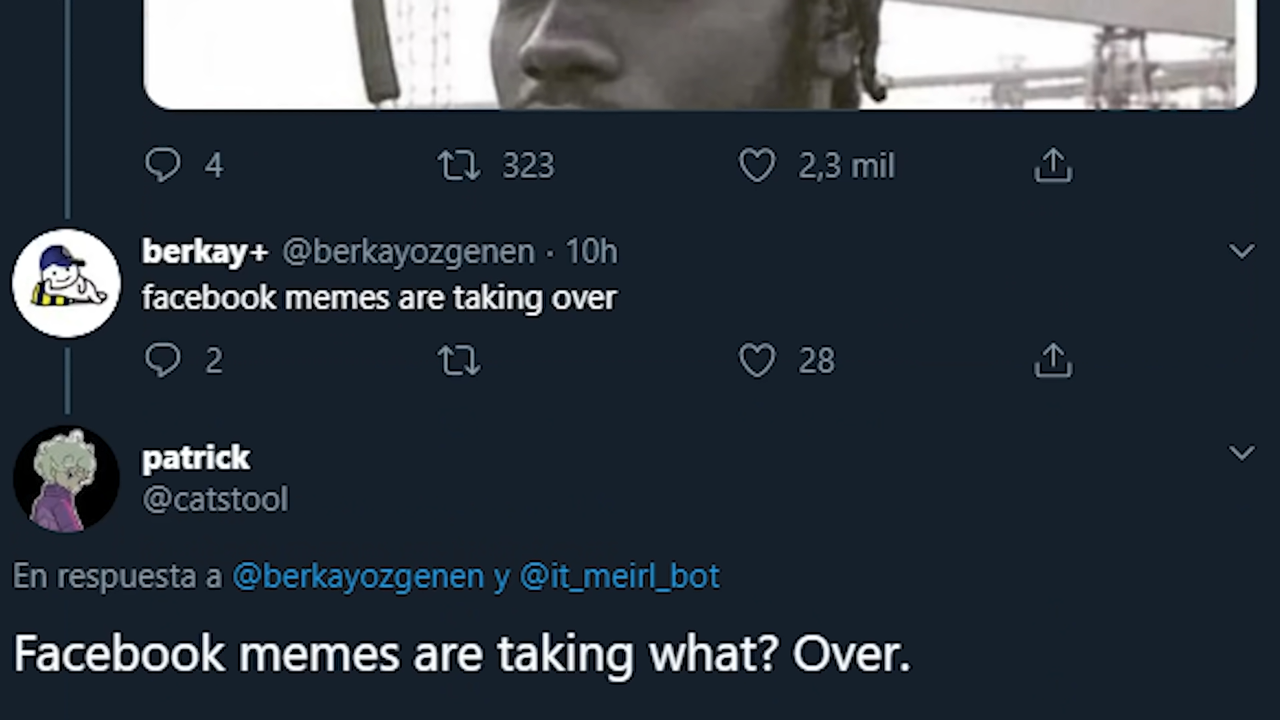 4 323 2,3 mil
berkay+ @berkayozgenen · 10h
facebook memes are taking over
2 28
patrick
@catstool
En respuesta a @berkayozgenen y @it_meirl_bot
Facebook memes are taking what? Over.